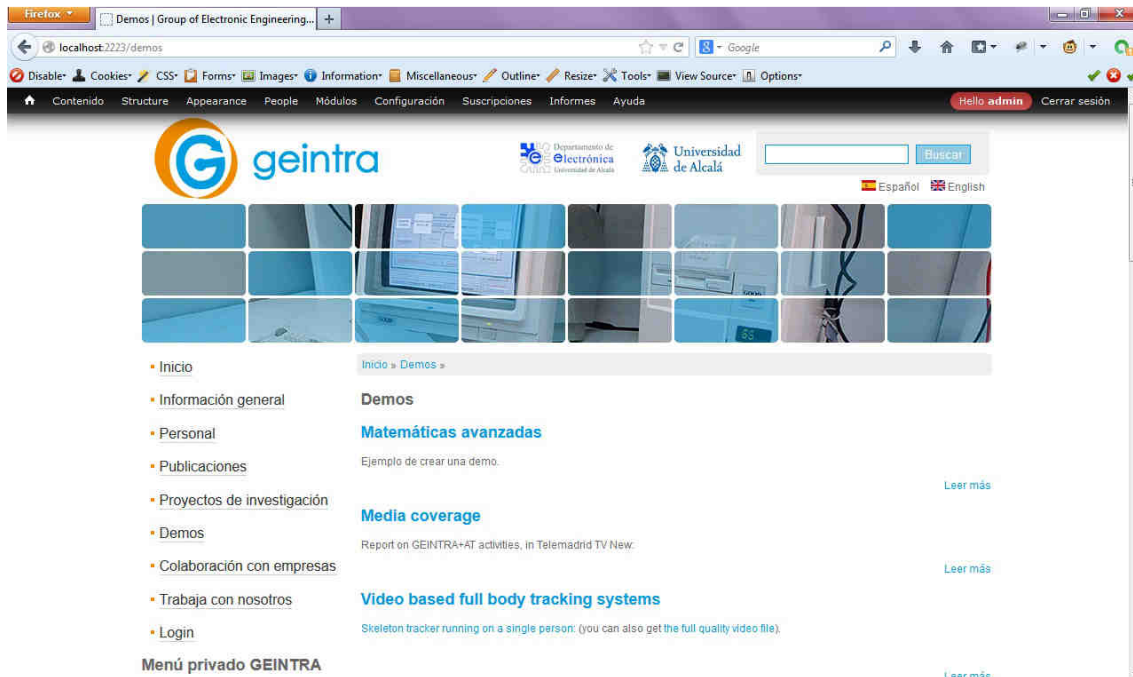 Firefox
Demos | Group of Electronic Engineering... +
localhost:2223/demos
Google
Disable Cookies CSS Forms Images Information Miscellaneous Outline Resize Tools View Source Options
Contenido Structure Appearance People Módulos Configuración Suscripciones Informes Ayuda Hello admin Cerrar sesión
geintra
Departamento de
electrónica
Universidad de Alcalá
Universidad
de Alcalá
Buscar
Español English
Inicio
Inicio » Demos »
Información general
Demos
Personal
Matemáticas avanzadas
Ejemplo de crear una demo.
Publicaciones
Leer más
Proyectos de investigación
Media coverage
Demos
Report on GEINTRA+AT activities, in Telemadrid TV New:
Colaboración con empresas
Leer más
Trabaja con nosotros
Video based full body tracking systems
Login
Skeleton tracker running on a single person: (you can also get the full quality video file).
Menú privado GEINTRA
Leer más